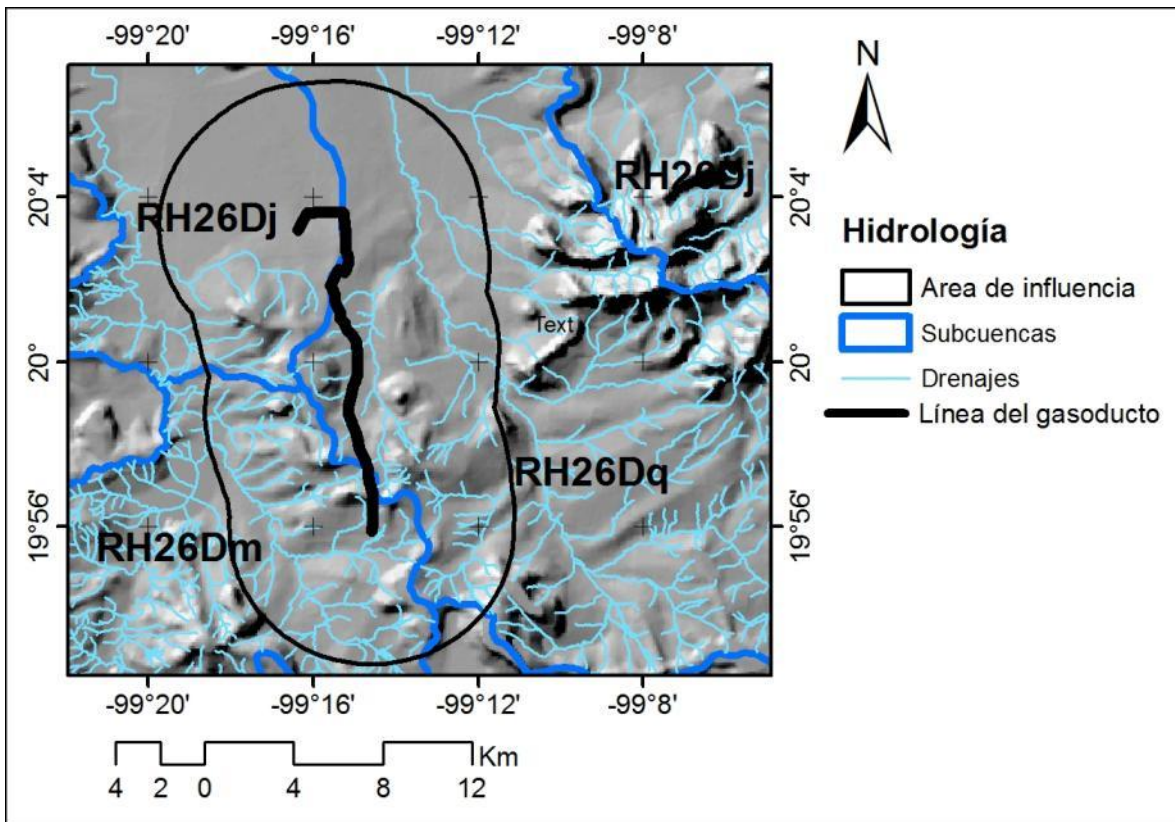 -99°20' -99°16' -99°12' -99°8'
N
20°4' 20°4'
RH26Dj
RH26Dj
Hidrología
Area de influencia
Text
Subcuencas
20° 20°
Drenajes
Línea del gasoducto
RH26Dq
19°56' 19°56'
RH26Dm
-99°20' -99°16' -99°12' -99°8'
Km
4 2 0 4 8 12